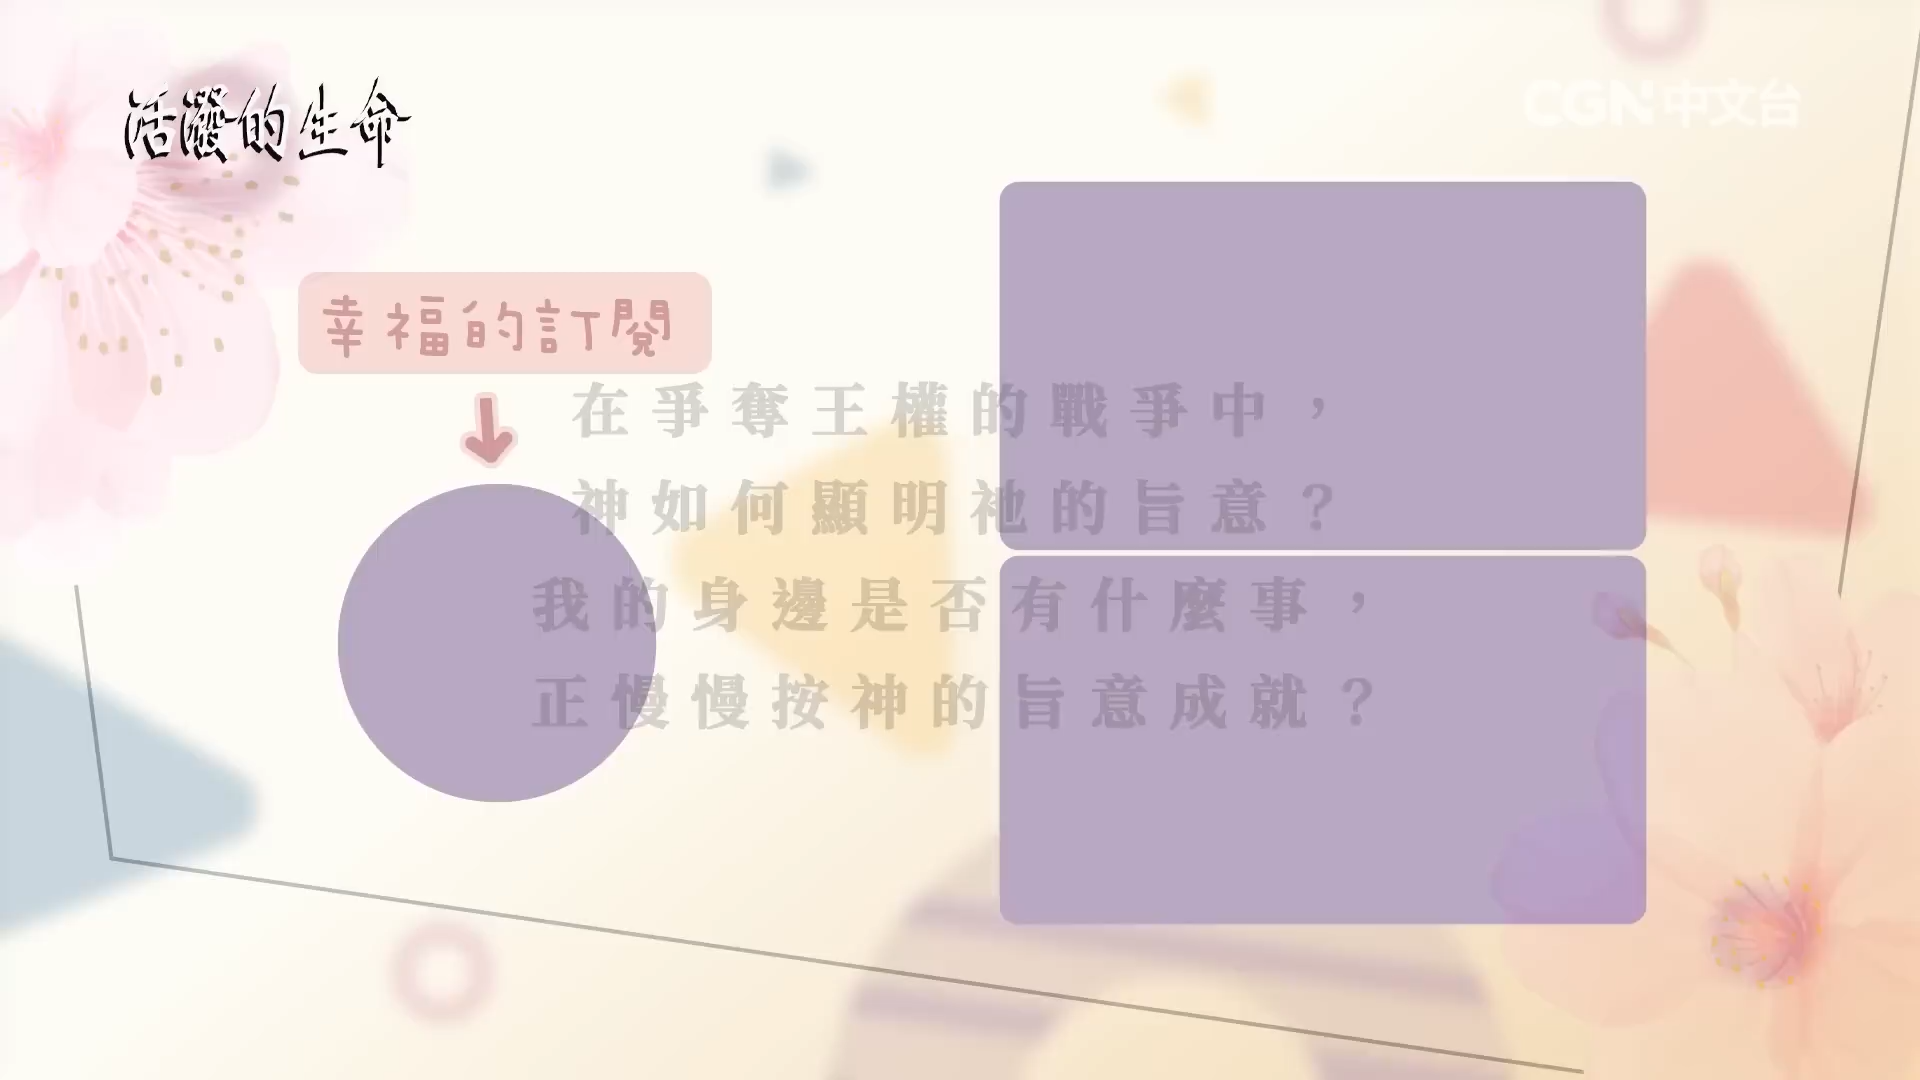 活潑的生命
CGN中文台
幸福的訂閱
在爭奪王權的戰爭中，
神如何顯明祂的旨意？
我的身邊是否有什麼事，
正慢慢按神的旨意成就？